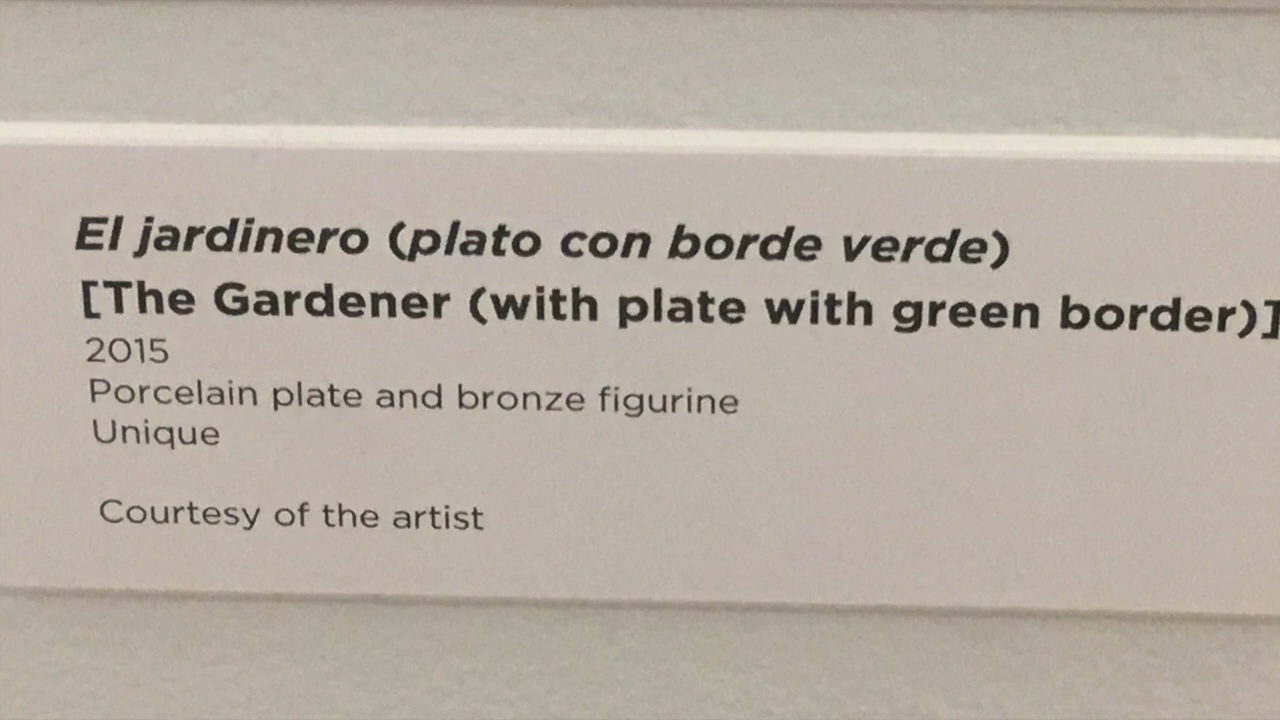 El jardinero (plato con borde verde)
[The Gardener (with plate with green border)]
2015
Porcelain plate and bronze figurine
Unique
Courtesy of the artist